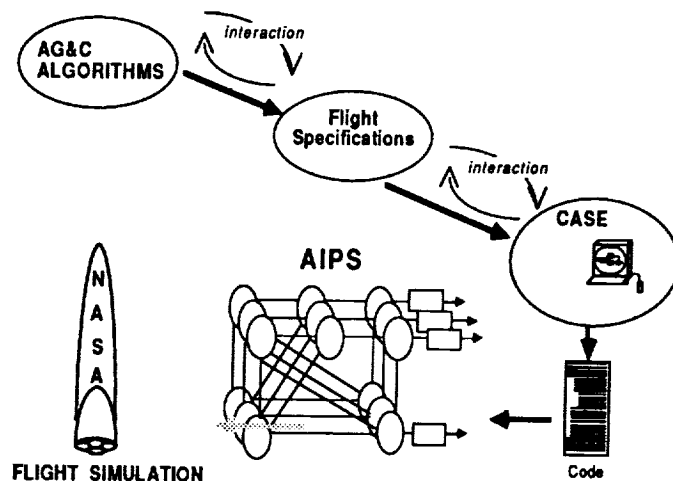 interaction
AG&C
ALGORITHMS
Flight
Specifications
interaction
CASE
AIPS
N
A
S
A
FLIGHT SIMULATION
Code